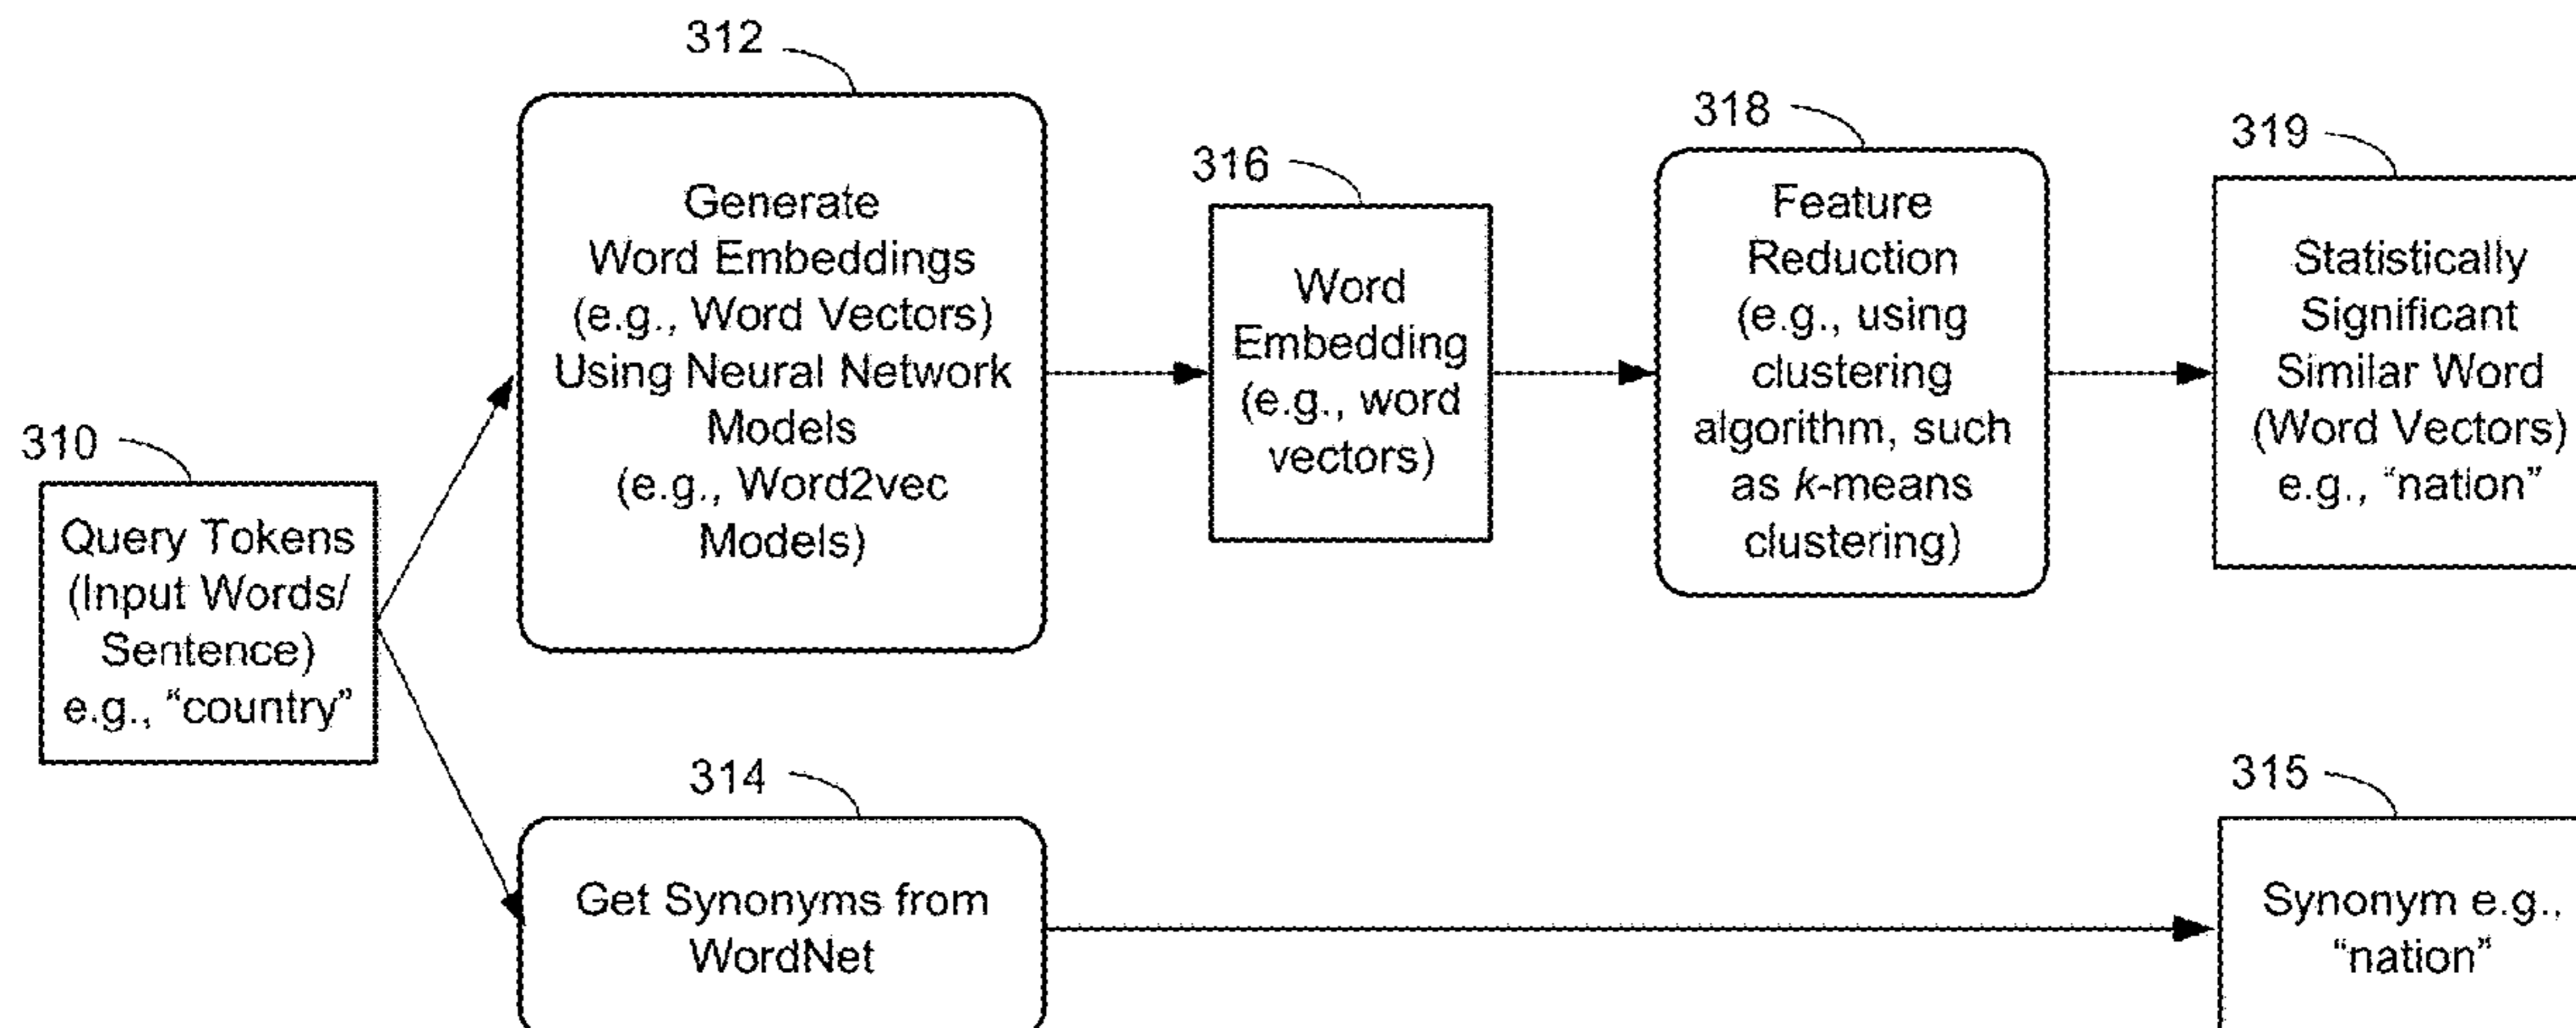 312
Generate
Word Embeddings
(e.g., Word Vectors)
Using Neural Network
Models
(e.g., Word2vec
Models)
316
Word
Embedding
(e.g., word
vectors)
318
Feature
Reduction
(e.g., using
clustering
algorithm, such
as k-means
clustering)
319
Statistically
Significant
Similar Word
(Word Vectors)
e.g., “nation”
310
Query Tokens
(Input Words/
Sentence)
e.g., “country”
314
Get Synonyms from
WordNet
315
Synonym e.g.,
“nation”